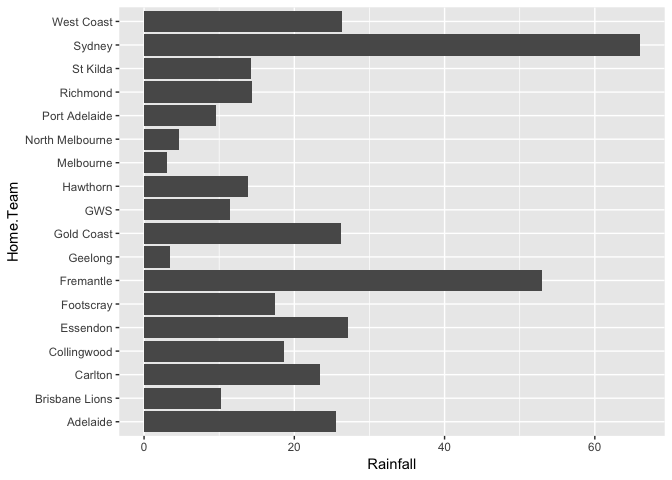 West Coast
Sydney
St Kilda
Richmond
Port Adelaide
North Melbourne
Melbourne
Hawthorn
GWS
Gold Coast
Geelong
Fremantle
Footscray
Essendon
Collingwood
Carlton
Brisbane Lions
Adelaide
Home.Team
0 20 40 60
Rainfall